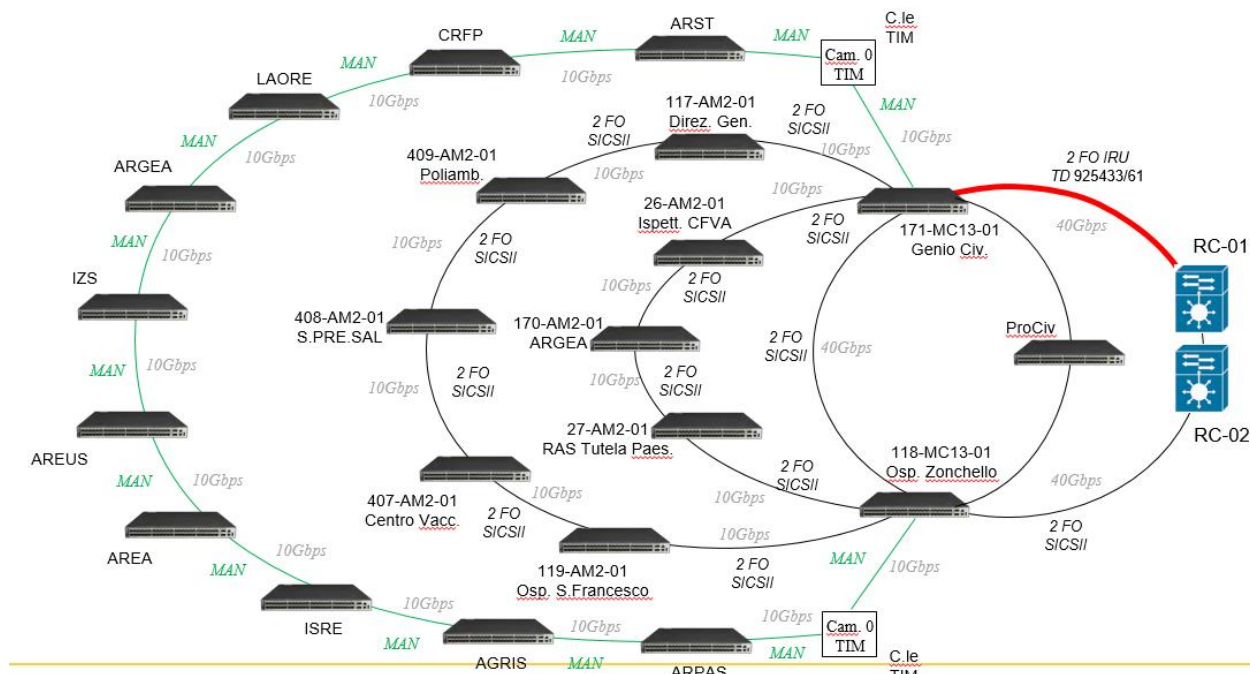 C.le
TIM
ARST
MAN
MAN
CRFP
Cam. 0
TIM
MAN
10Gbps
LAORE
10Gbps
117-AM2-01
Direz. Gen.
MAN
2 FO
SICSII
2 FO
SICSII
10Gbps
MAN
10Gbps
409-AM2-01
Poliamb.
10Gbps
10Gbps
2 FO IRU
TD 925433/61
ARGEA
10Gbps
26-AM2-01
Ispett. CFVA
2 FO
SICSII
171-MC13-01
Genio Civ.
40Gbps
MAN
10Gbps
10Gbps
2 FO
SICSII
RC-01
IZS
10Gbps
2 FO
SICSII
408-AM2-01
S.PRE.SAL
170-AM2-01
ARGEA
2 FO
SICSII
40Gbps
ProCiv
MAN
10Gbps
10Gbps
2 FO
SICSII
10Gbps
2 FO
SICSII
27-AM2-01
RAS Tutela Paes.
RC-02
AREUS
118-MC13-01
Osp. Zonchello
MAN
10Gbps
407-AM2-01
Centro Vacc.
10Gbps
2 FO
SICSII
10Gbps
2 FO
SICSII
10Gbps
40Gbps
2 FO
SICSII
AREA
10Gbps
MAN
119-AM2-01
Osp. S.Francesco
2 FO
SICSII
MAN
10Gbps
ISRE
10Gbps
MAN
10Gbps
10Gbps
Cam. 0
TIM
AGRIS
MAN
ARPAS
MAN
C.le
TIM